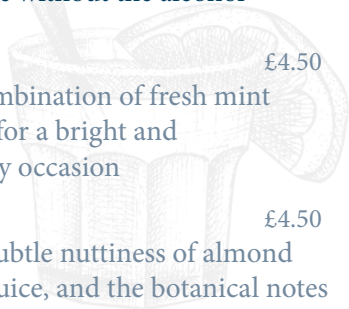 without the alcohol
£4.50
mbination of fresh mint
for a bright and
y occasion
£4.50
ubtle nuttiness of almond
uice, and the botanical notes